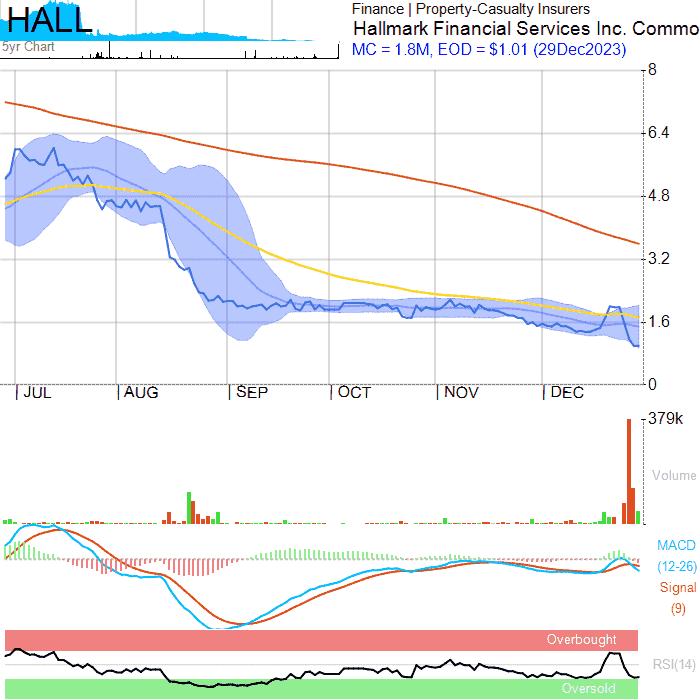 HALL
5yr Chart
Finance | Property-Casualty Insurers
Hallmark Financial Services Inc. Commo
MC = 1.8M, EOD = $1.01 (29Dec2023)
8
6.4
4.8
3.2
1.6
0
JUL AUG SEP OCT NOV DEC
379k
Volume
MACD
(12-26)
Signal
(9)
Overbought
RSI(14)
Oversold